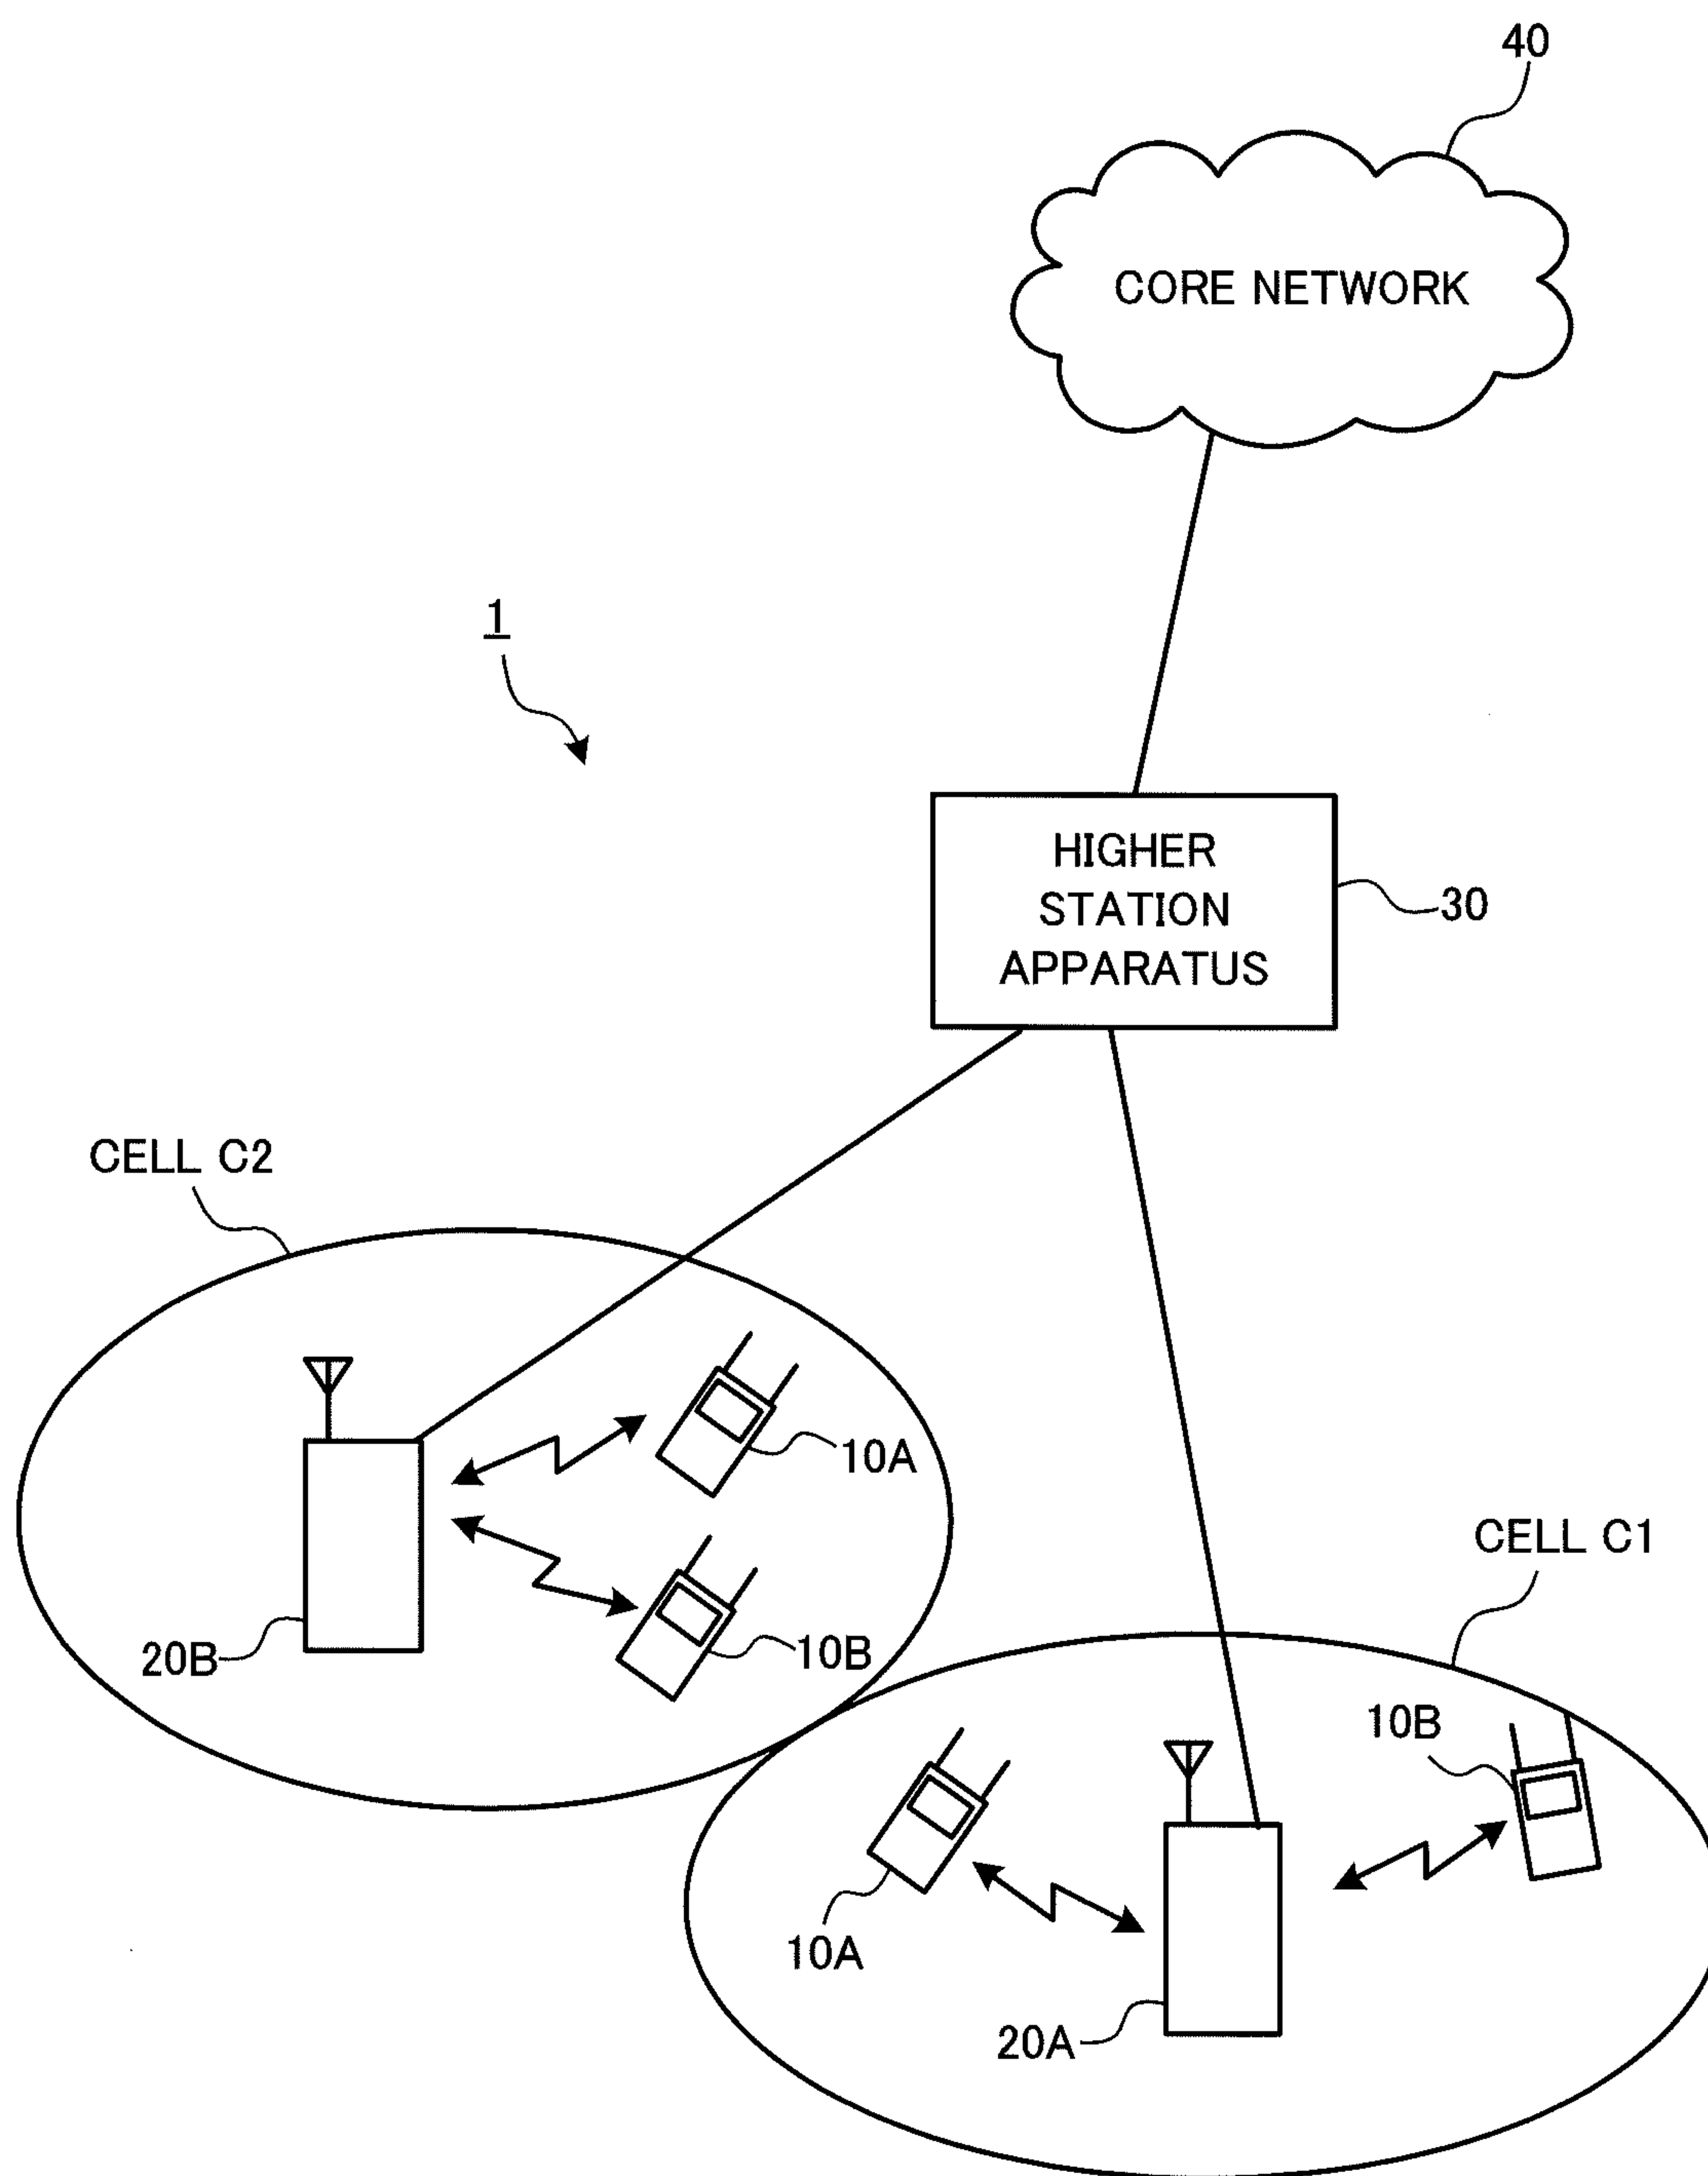 40
CORE NETWORK
1
HIGHER
STATION
APPARATUS
30
CELL C2
10A
CELL C1
20B
10B
10B
10A
20A